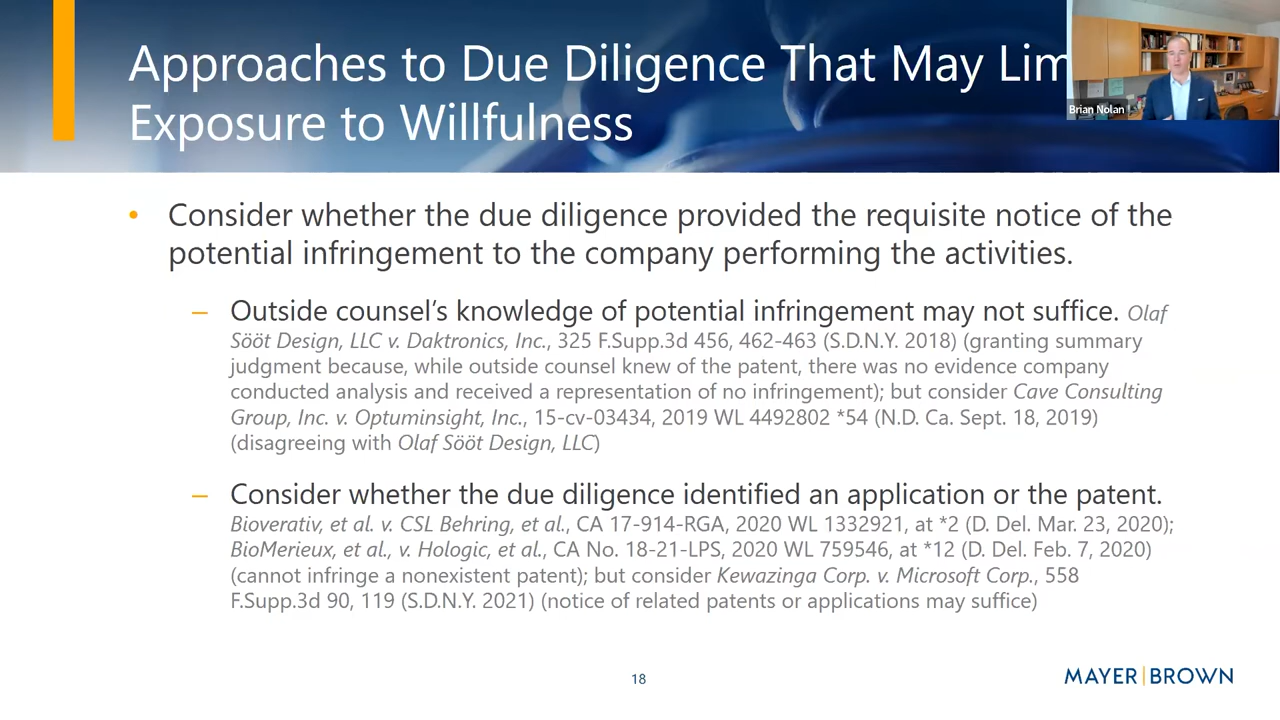 Approaches to Due Diligence That May Lim
Exposure to Willfulness
Brian Nolan
• Consider whether the due diligence provided the requisite notice of the
potential infringement to the company performing the activities.
– Outside counsel’s knowledge of potential infringement may not suffice. Olaf
Sööt Design, LLC v. Daktronics, Inc., 325 F.Supp.3d 456, 462-463 (S.D.N.Y. 2018) (granting summary
judgment because, while outside counsel knew of the patent, there was no evidence company
conducted analysis and received a representation of no infringement); but consider Cave Consulting
Group, Inc. v. Optuminsight, Inc., 15-cv-03434, 2019 WL 4492802 *54 (N.D. Ca. Sept. 18, 2019)
(disagreeing with Olaf Sööt Design, LLC)
– Consider whether the due diligence identified an application or the patent.
Bioverativ, et al. v. CSL Behring, et al., CA 17-914-RGA, 2020 WL 1332921, at *2 (D. Del. Mar. 23, 2020);
BioMerieux, et al., v. Hologic, et al., CA No. 18-21-LPS, 2020 WL 759546, at *12 (D. Del. Feb. 7, 2020)
(cannot infringe a nonexistent patent); but consider Kewazinga Corp. v. Microsoft Corp., 558
F.Supp.3d 90, 119 (S.D.N.Y. 2021) (notice of related patents or applications may suffice)
18
MAYER|BROWN